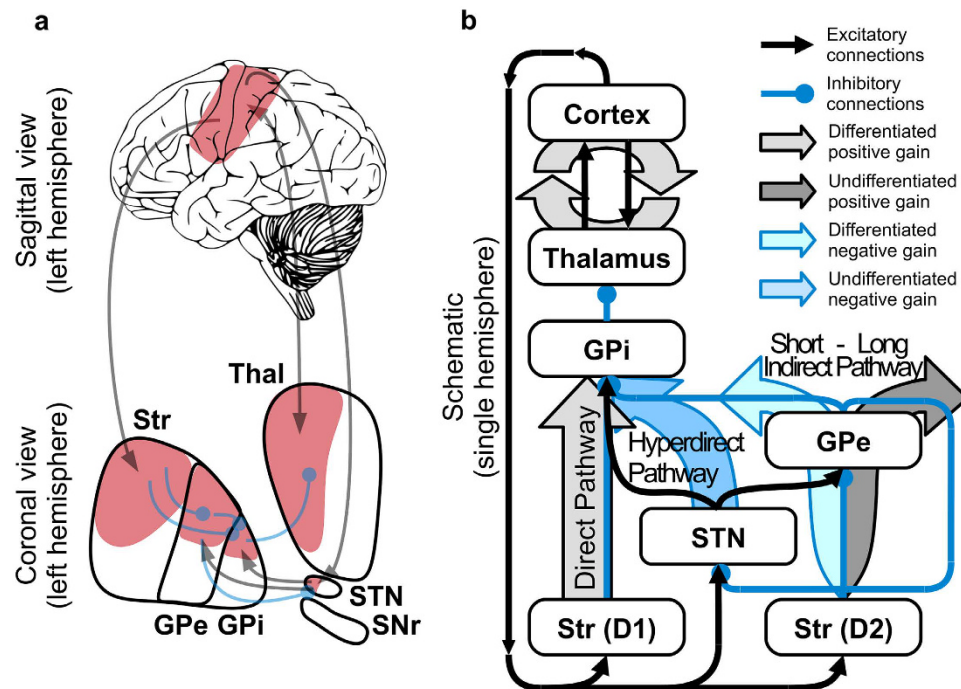 a
Sagittal view
(left hemisphere)
Coronal view
(left hemisphere)
Str
Thal
GPe GPi
STN
SNr
b
Schematic
(single hemisphere)
Cortex
Thalamus
GPi
Short - Long
Indirect Pathway
GPe
Hyperdirect
Pathway
Direct Pathway
STN
Str (D1)
Str (D2)
Excitatory
connections
Inhibitory
connections
Differentiated
positive gain
Undifferentiated
positive gain
Differentiated
negative gain
Undifferentiated
negative gain